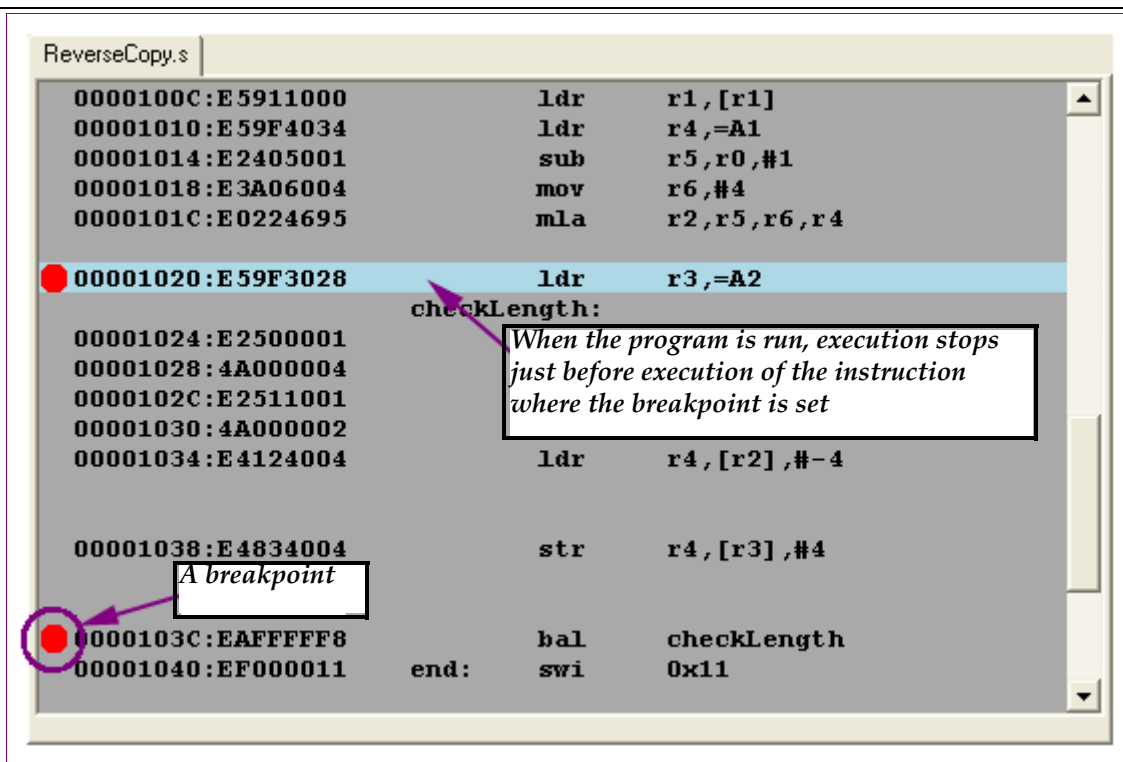 ReverseCopy.s
0000100C:E5911000 ldr r1,[r1]
00001010:E59F4034 ldr r4,=A1
00001014:E2405001 sub r5,r0,#1
00001018:E3A06004 mov r6,#4
0000101C:E0224695 mla r2,r5,r6,r4
00001020:E59F3028 ldr r3,=A2
checkLength:
00001024:E2500001
When the program is run, execution stops
00001028:4A000004
just before execution of the instruction
0000102C:E2511001
where the breakpoint is set
00001030:4A000002
00001034:E4124004 ldr r4,[r2],#-4
00001038:E4834004 str r4,[r3],#4
A breakpoint
0000103C:EAFFFFF8 bal checkLength
00001040:EF000011 end: swi 0x11